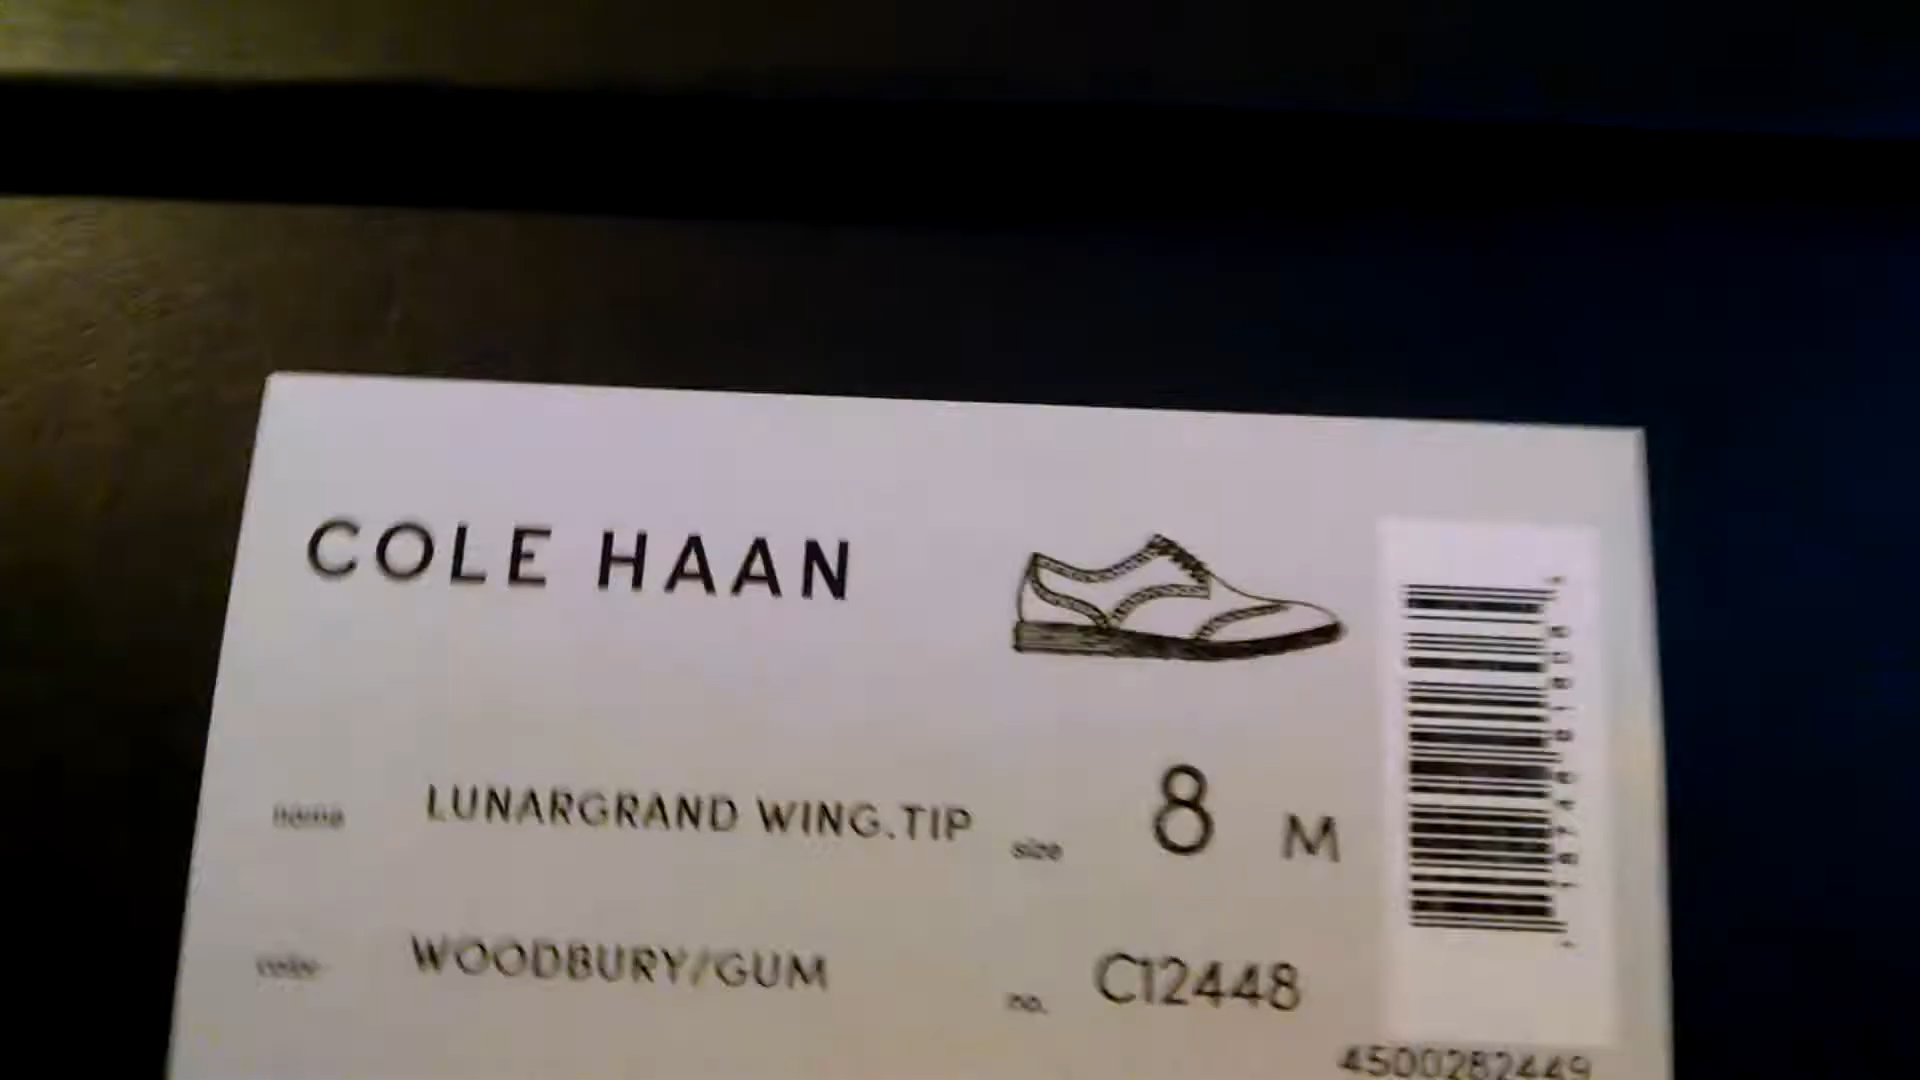 COLE HAAN
name LUNARGRAND WING.TIP size 8 M
color WOODBURY/GUM no. C12448
4500282449